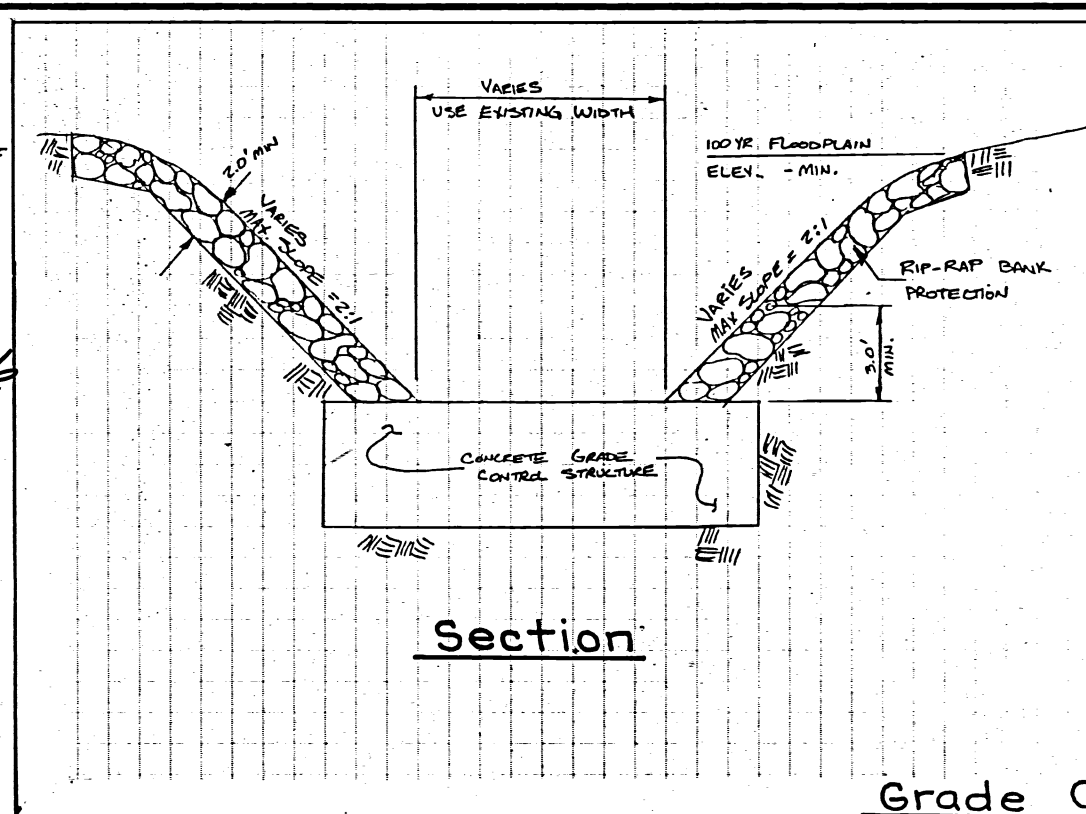 VARIES
USE EXISTING WIDTH
2.0' MIN
VARIES
MAX SLOPE = 2:1
100 YR. FLOODPLAIN
ELEV. - MIN.
VARIES
MAX SLOPE = 2:1
RIP-RAP BANK
PROTECTION
3.0'
MIN.
CONCRETE GRADE
CONTROL STRUCTURE
Section
Grade C